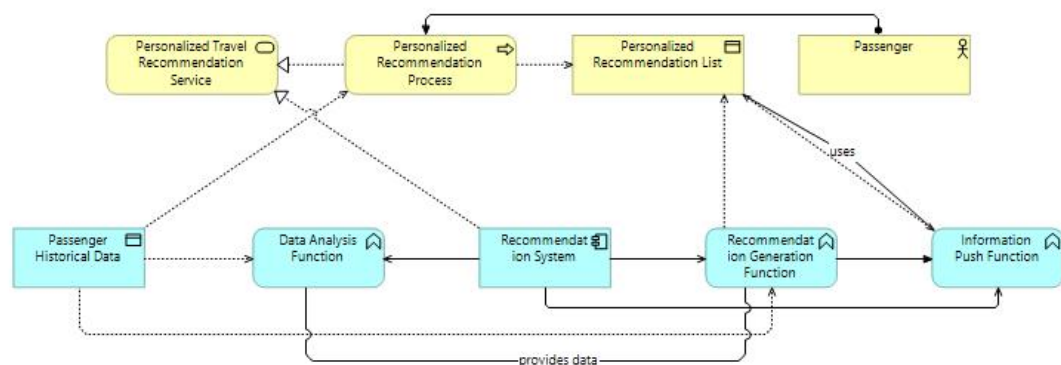 Personalized Travel
Recommendation
Service
Personalized
Recommendation
Process
Personalized
Recommendation List
Passenger
uses
Passenger
Historical Data
Data Analysis
Function
Recommendat
ion System
Recommendat
ion Generation
Function
Information
Push Function
provides data